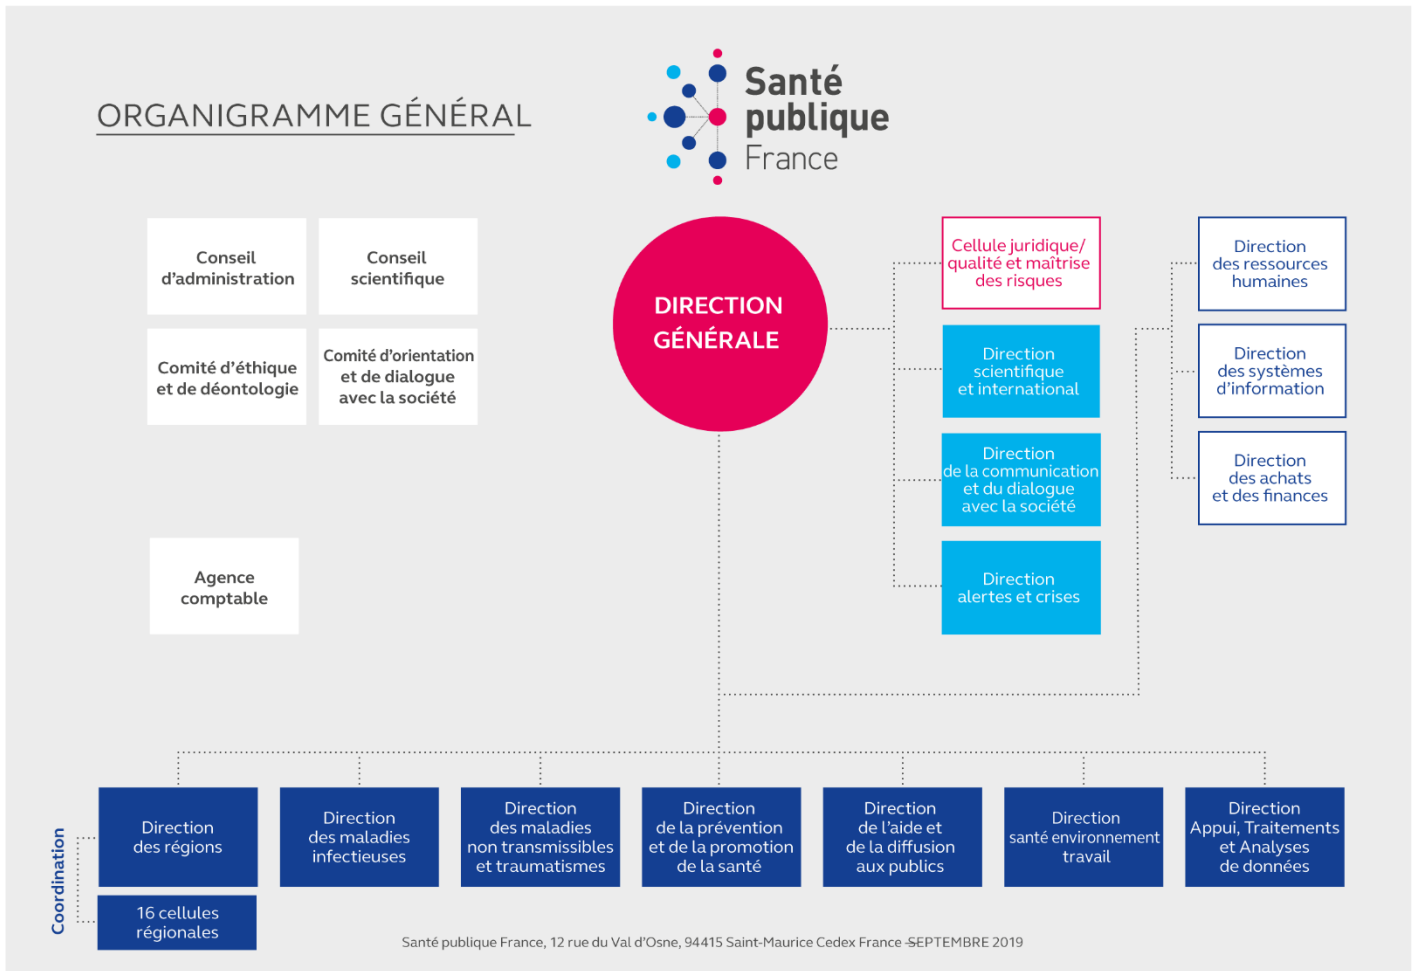 ORGANIGRAMME GÉNÉRAL
Santé
publique
France
Conseil
d'administration
Conseil
scientifique
Comité d'éthique
et de déontologie
Comité d'orientation
et de dialogue
avec la société
Agence
comptable
DIRECTION
GÉNÉRALE
Cellule juridique/
qualité et maîtrise
des risques
Direction
scientifique
et international
Direction
de la communication
et du dialogue
avec la société
Direction
alertes et crises
Direction
des ressources
humaines
Direction
des systèmes
d'information
Direction
des achats
et des finances
Coordination
Direction
des régions
16 cellules
régionales
Direction
des maladies
infectieuses
Direction
des maladies
non transmissibles
et traumatismes
Direction
de la prévention
et de la promotion
de la santé
Direction
de l'aide et
de la diffusion
aux publics
Direction
santé environnement
travail
Direction
Appui, Traitements
et Analyses
de données
Santé publique France, 12 rue du Val d'Osne, 94415 Saint-Maurice Cedex France –SEPTEMBRE 2019